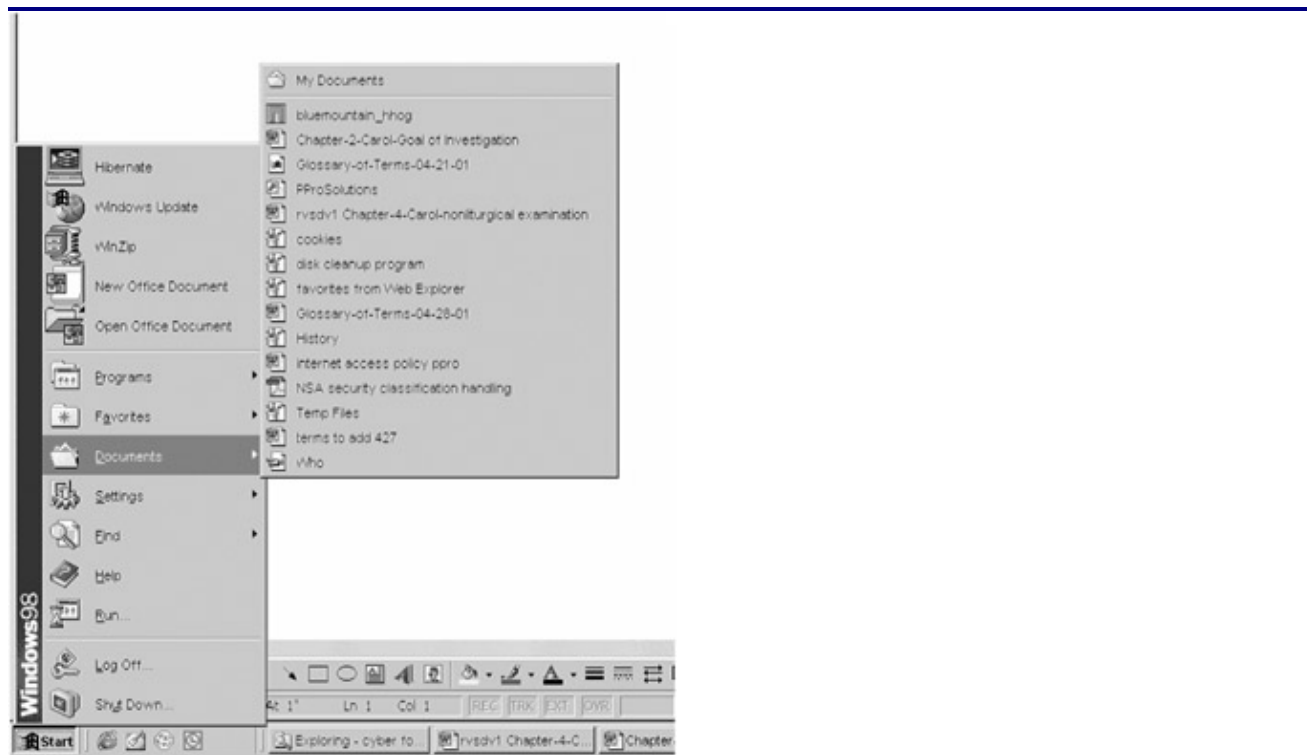 My Documents
bluemountain_hhog
Chapter-2-Carol-Goal of Investigation
Glossary-of-Terms-04-21-01
PProSolutions
rvsdv1 Chapter-4-Carol-nonliturgical examination
cookies
disk cleanup program
favorites from Web Explorer
Glossary-of-Terms-04-28-01
History
internet access policy ppro
NSA security classification handling
Temp Files
terms to add 427
Who
Hibernate
Windows Update
WinZip
New Office Document
Open Office Document
Programs
Favorites
Documents
Settings
Find
Help
Run...
Log Off...
Shut Down...
Windows98
At 1" Ln 1 Col 1 REC TRK EXT OVR
Start Exploring - cyber fo... rvsdv1 Chapter-4-C... Chapter-